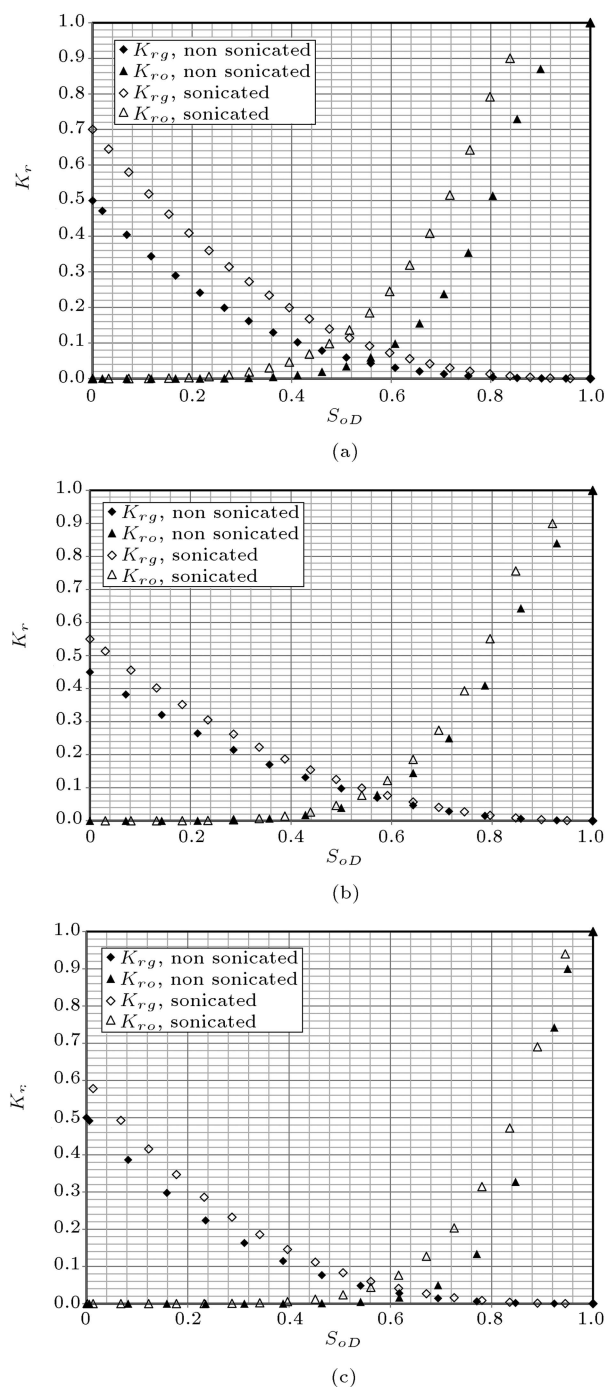 1.0
0.9
0.8
0.7
0.6
0.5
0.4
0.3
0.2
0.1
0.0
K_r
K_rg, non sonicated
K_ro, non sonicated
K_rg, sonicated
K_ro, sonicated
0 0.2 0.4 0.6 0.8 1.0
S_oD
(a)
1.0
0.9
0.8
0.7
0.6
0.5
0.4
0.3
0.2
0.1
0.0
K_r
K_rg, non sonicated
K_ro, non sonicated
K_rg, sonicated
K_ro, sonicated
0 0.2 0.4 0.6 0.8 1.0
S_oD
(b)
1.0
0.9
0.8
0.7
0.6
0.5
0.4
0.3
0.2
0.1
0.0
K_r
K_rg, non sonicated
K_ro, non sonicated
K_rg, sonicated
K_ro, sonicated
0 0.2 0.4 0.6 0.8 1.0
S_oD
(c)